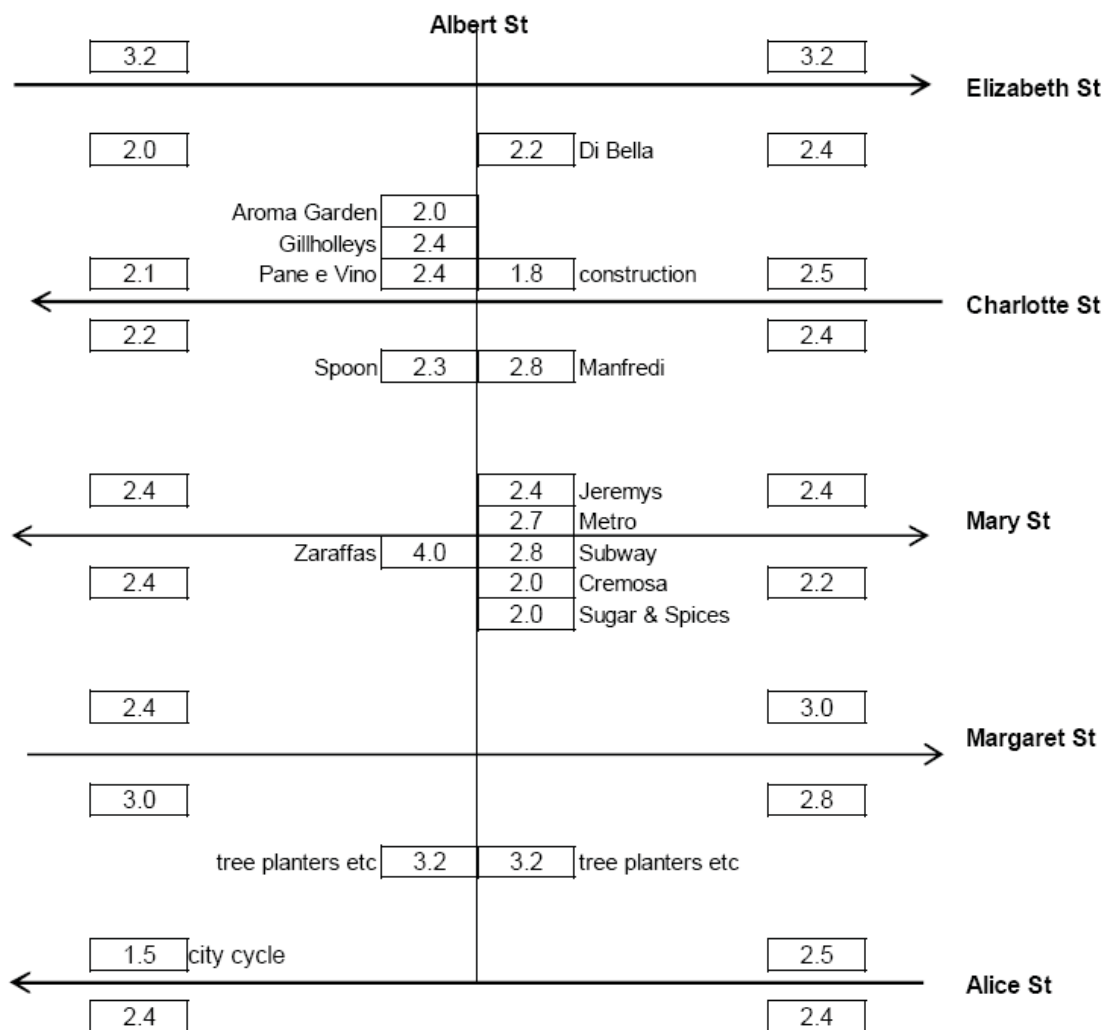 Albert St
3.2 3.2
Elizabeth St
2.0 2.2 Di Bella 2.4
Aroma Garden 2.0
Gillholleys 2.4
2.1 Pane e Vino 2.4 1.8 construction 2.5
Charlotte St
2.2 2.4
Spoon 2.3 2.8 Manfredi
2.4 2.4 Jeremys 2.4
2.7 Metro
Mary St
Zaraffas 4.0 2.8 Subway
2.4 2.0 Cremosa 2.2
2.0 Sugar & Spices
2.4 3.0
Margaret St
3.0 2.8
tree planters etc 3.2 3.2 tree planters etc
1.5 city cycle 2.5
Alice St
2.4 2.4